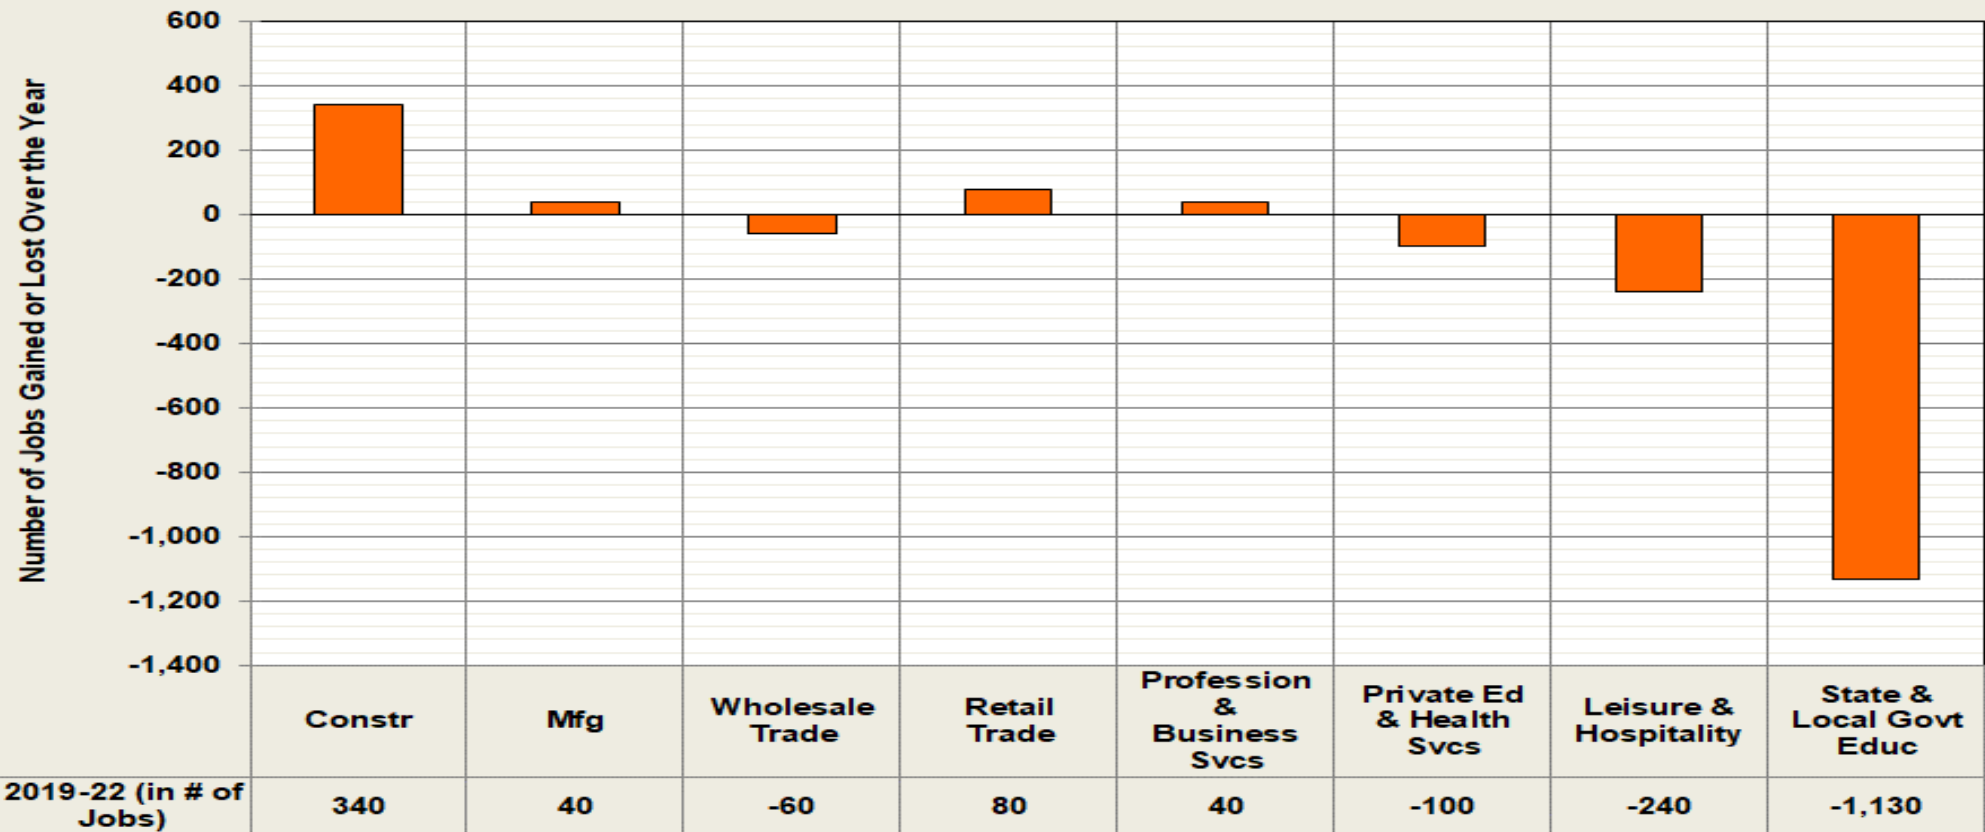 Number of Jobs Gained or Lost Over the Year
600
400
200
0
-200
-400
-600
-800
-1,000
-1,200
-1,400
Constr
Mfg
Wholesale
Trade
Retail
Trade
Profession
&
Business
Svcs
Private Ed
& Health
Svcs
Leisure &
Hospitality
State &
Local Govt
Educ
2019-22 (in # of
Jobs)
340
40
-60
80
40
-100
-240
-1,130